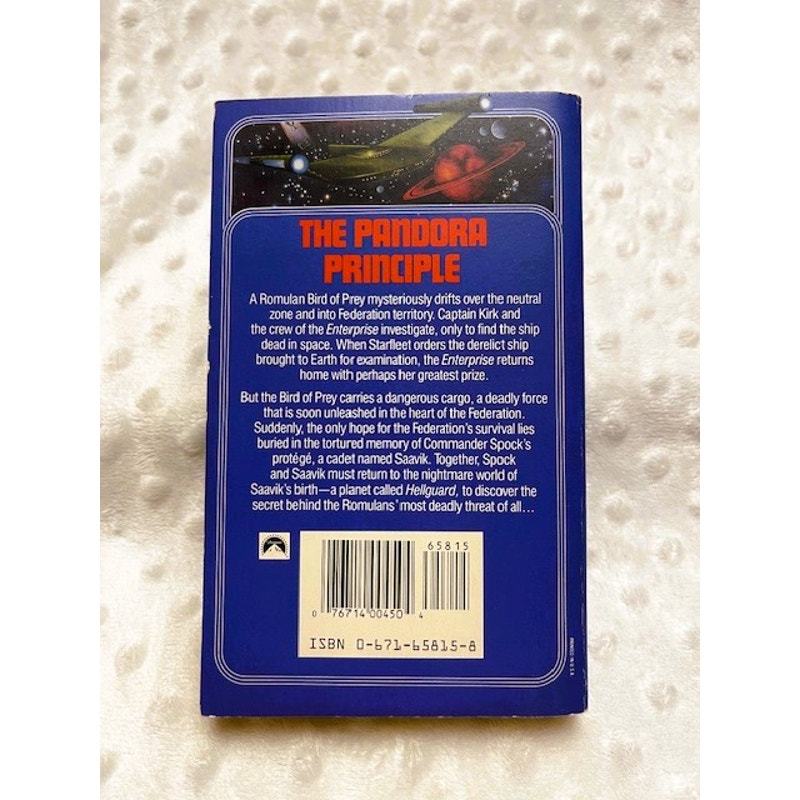 THE PANDORA
PRINCIPLE
A Romulan Bird of Prey mysteriously drifts over the neutral
zone and into Federation territory. Captain Kirk and
the crew of the Enterprise investigate, only to find the ship
dead in space. When Starfleet orders the derelict ship
brought to Earth for examination, the Enterprise returns
home with perhaps her greatest prize.
But the Bird of Prey carries a dangerous cargo, a deadly force
that is soon unleashed in the heart of the Federation.
Suddenly, the only hope for the Federation's survival lies
buried in the tortured memory of Commander Spock's
protégé, a cadet named Saavik. Together, Spock
and Saavik must return to the nightmare world of
Saavik's birth—a planet called Hellguard, to discover the
secret behind the Romulans' most deadly threat of all...
65815
0 76714 00450 4
ISBN 0-671-65815-8
PRINTED IN U.S.A.